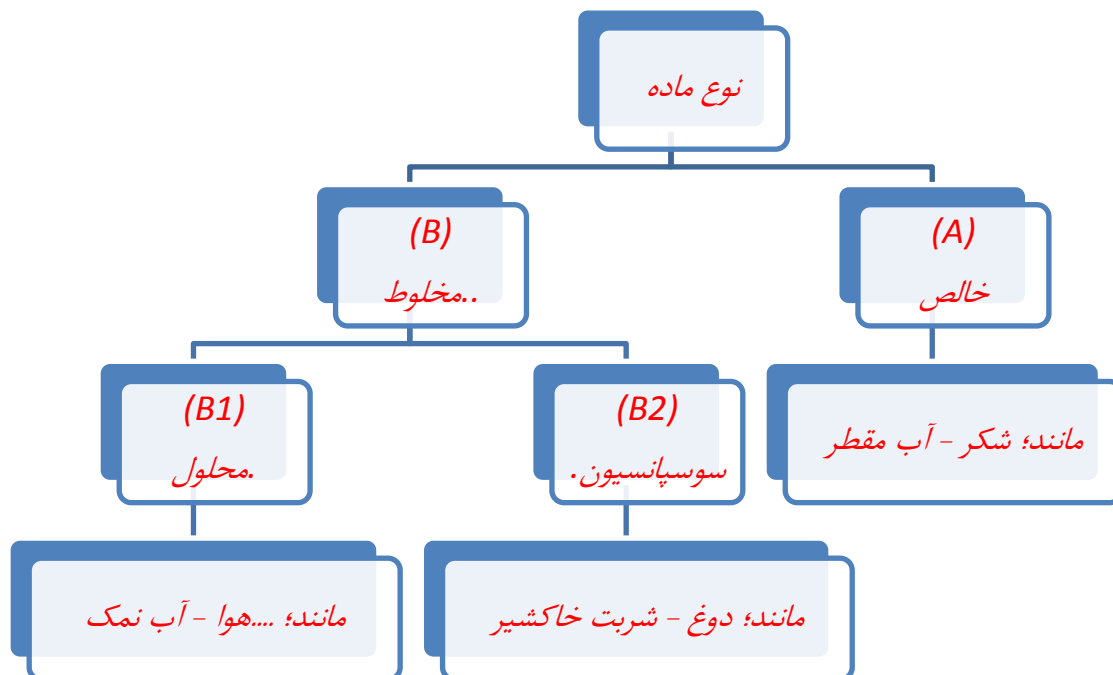 نوع ماده
(A)
خالص
(B)
مخلوط..
مانند؛ شکر - آب مقطر
(B2)
سوسپانسیون.
(B1)
محلول.
مانند؛ دوغ - شربت خاکشیر
مانند؛ ....هوا - آب نمک